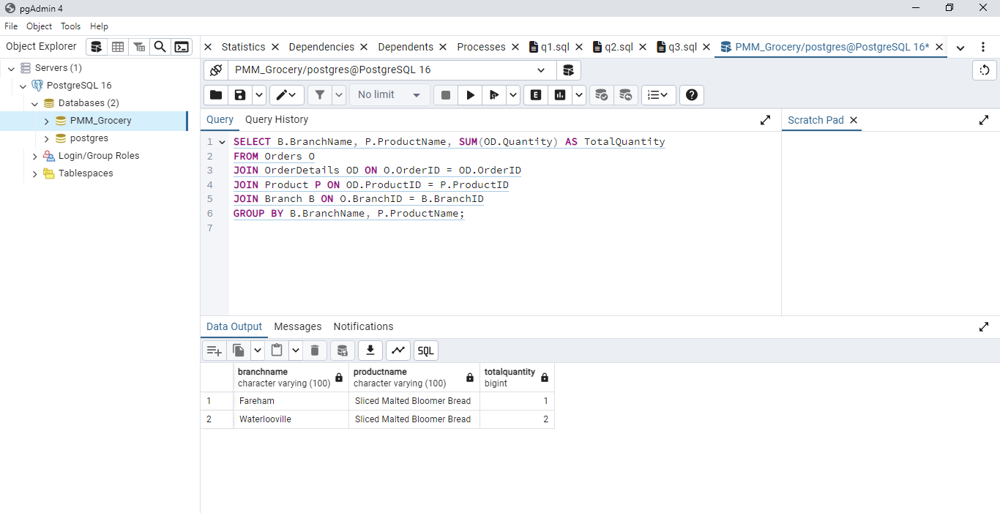 pgAdmin 4
File Object Tools Help
Object Explorer
Statistics Dependencies Dependents Processes q1.sql q2.sql q3.sql PMM_Grocery/postgres@PostgreSQL 16*
Servers (1)
PostgreSQL 16
Databases (2)
PMM_Grocery
postgres
Login/Group Roles
Tablespaces
PMM_Grocery/postgres@PostgreSQL 16
No limit E
Query Query History
Scratch Pad
1 SELECT B.BranchName, P.ProductName, SUM(OD.Quantity) AS TotalQuantity
2 FROM Orders O
3 JOIN OrderDetails OD ON O.OrderID = OD.OrderID
4 JOIN Product P ON OD.ProductID = P.ProductID
5 JOIN Branch B ON O.BranchID = B.BranchID
6 GROUP BY B.BranchName, P.ProductName;
7
Data Output Messages Notifications
SQL
branchname productname totalquantity
character varying (100) character varying (100) bigint
1 Fareham Sliced Malted Bloomer Bread 1
2 Waterlooville Sliced Malted Bloomer Bread 2